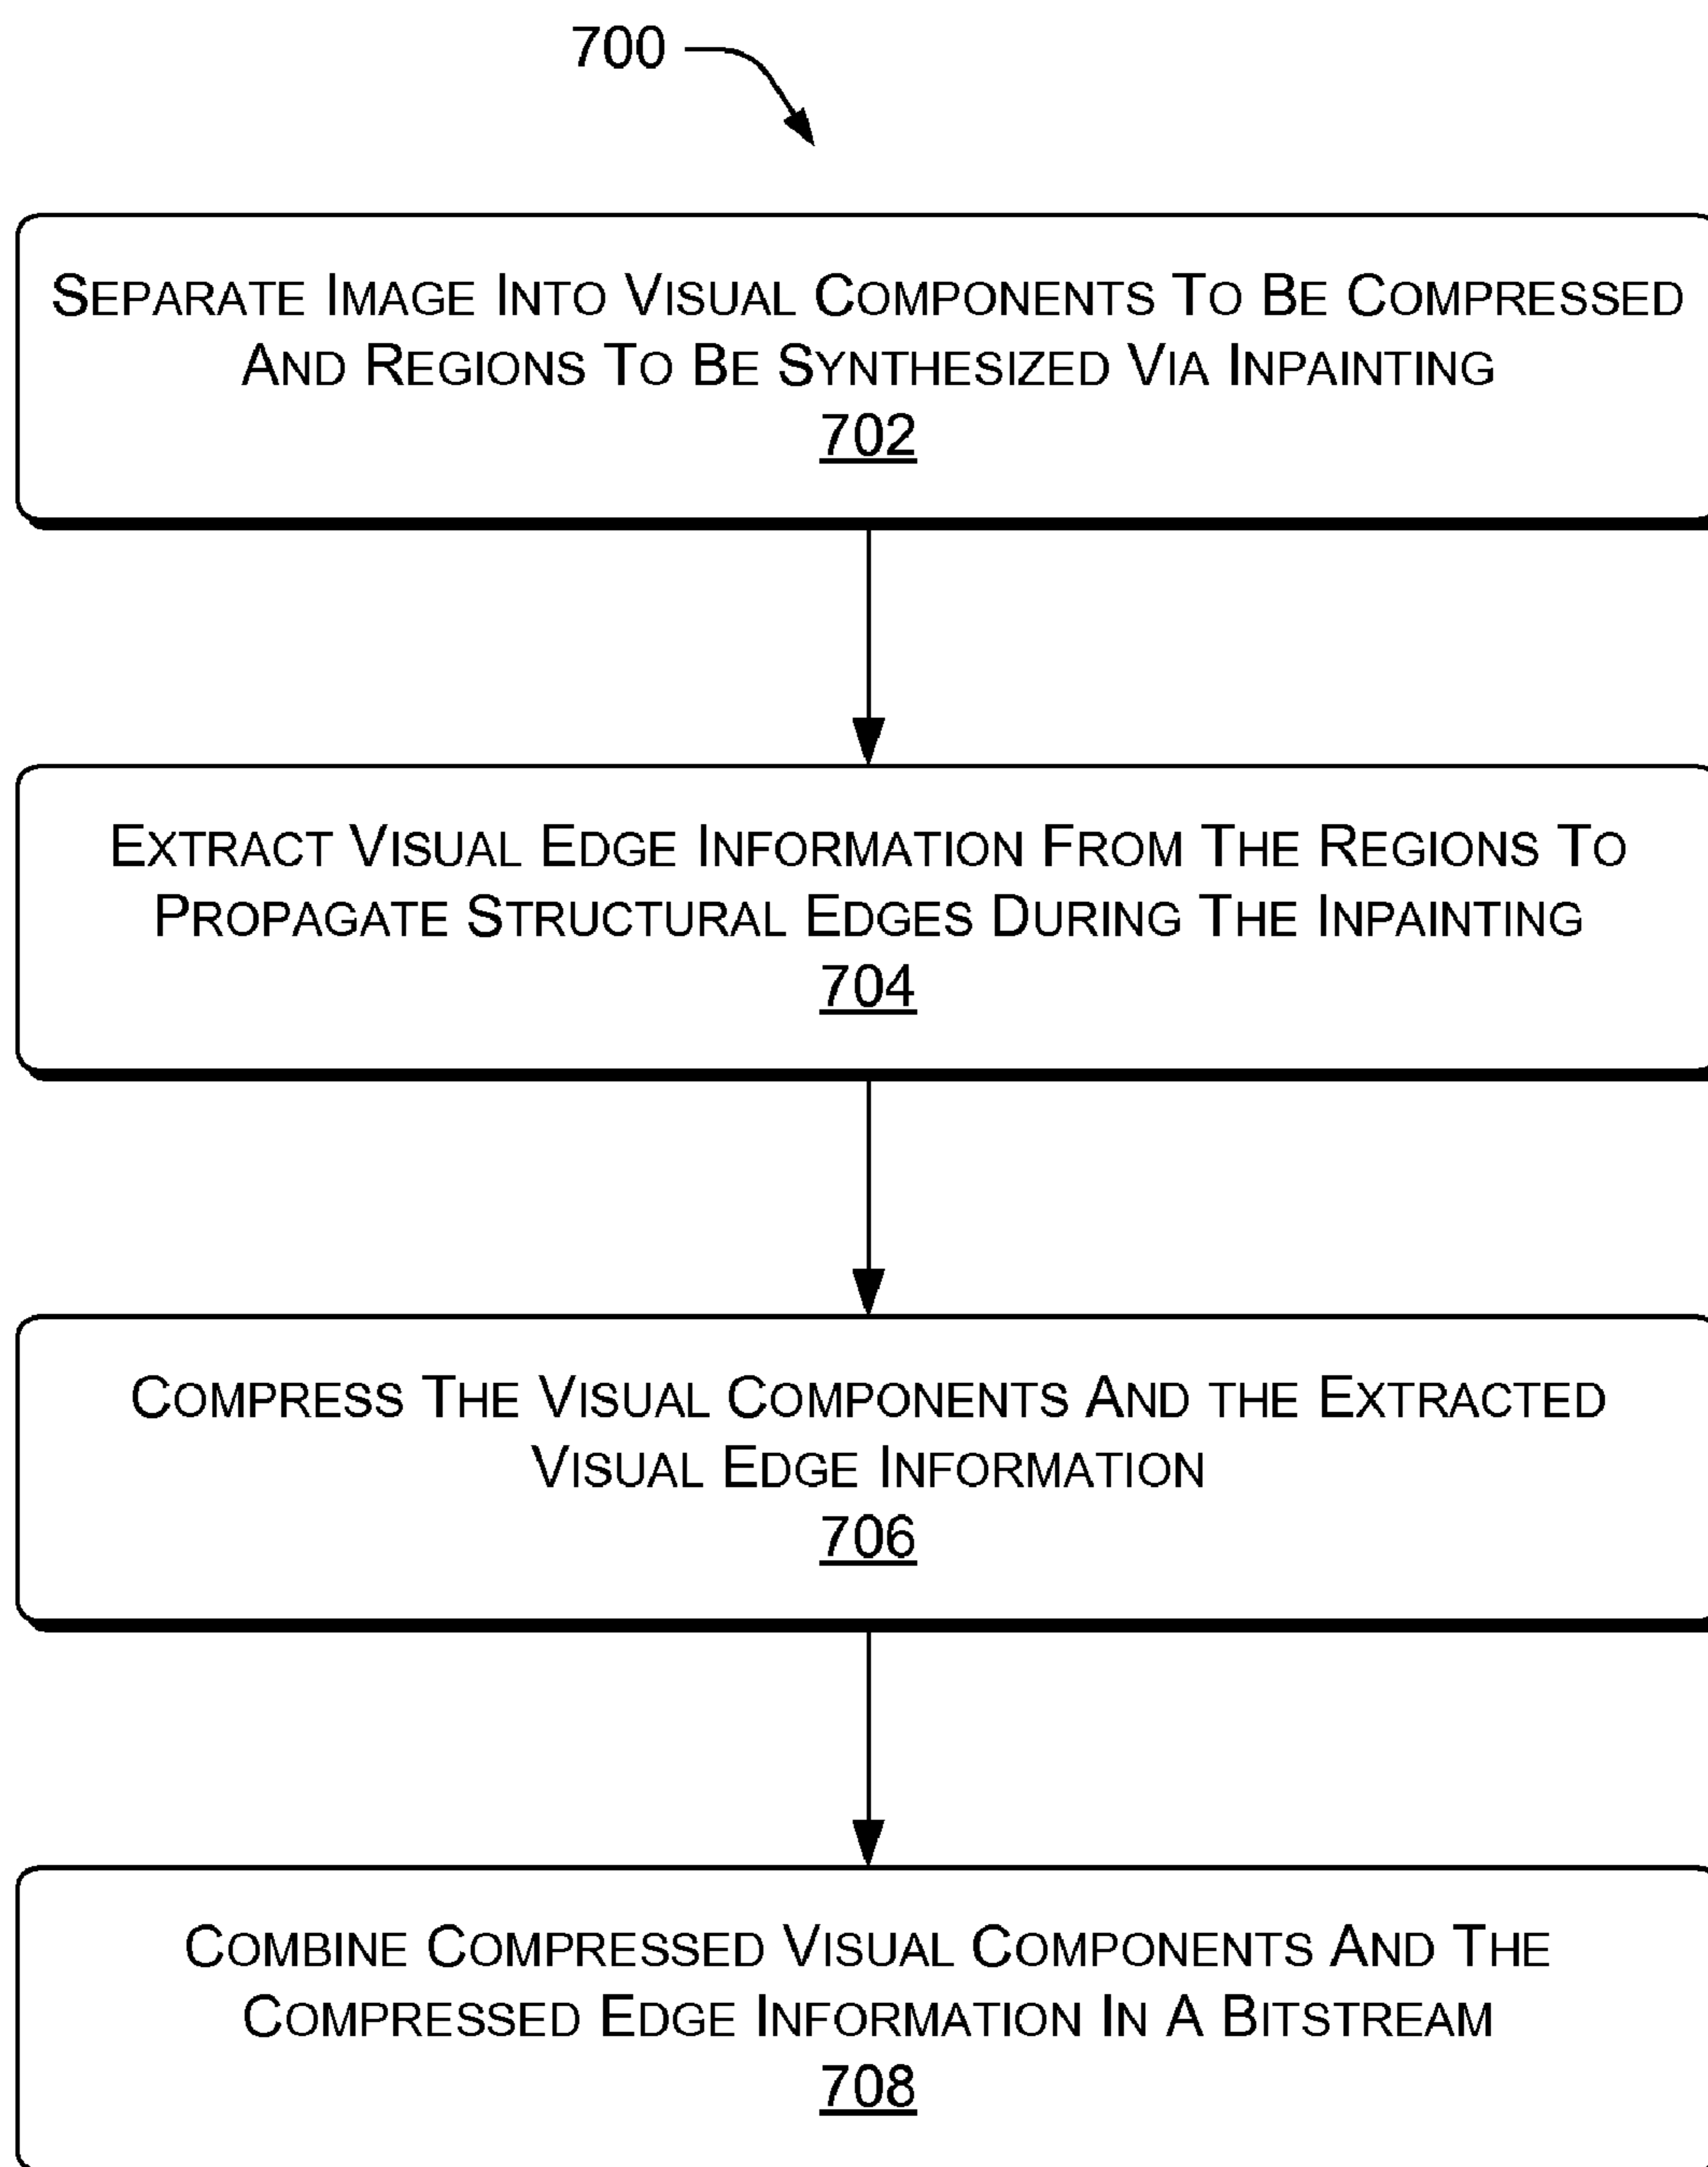 700
SEPARATE IMAGE INTO VISUAL COMPONENTS TO BE COMPRESSED
AND REGIONS TO BE SYNTHESIZED VIA INPAINTING
702
EXTRACT VISUAL EDGE INFORMATION FROM THE REGIONS TO
PROPAGATE STRUCTURAL EDGES DURING THE INPAINTING
704
COMPRESS THE VISUAL COMPONENTS AND THE EXTRACTED
VISUAL EDGE INFORMATION
706
COMBINE COMPRESSED VISUAL COMPONENTS AND THE
COMPRESSED EDGE INFORMATION IN A BITSTREAM
708